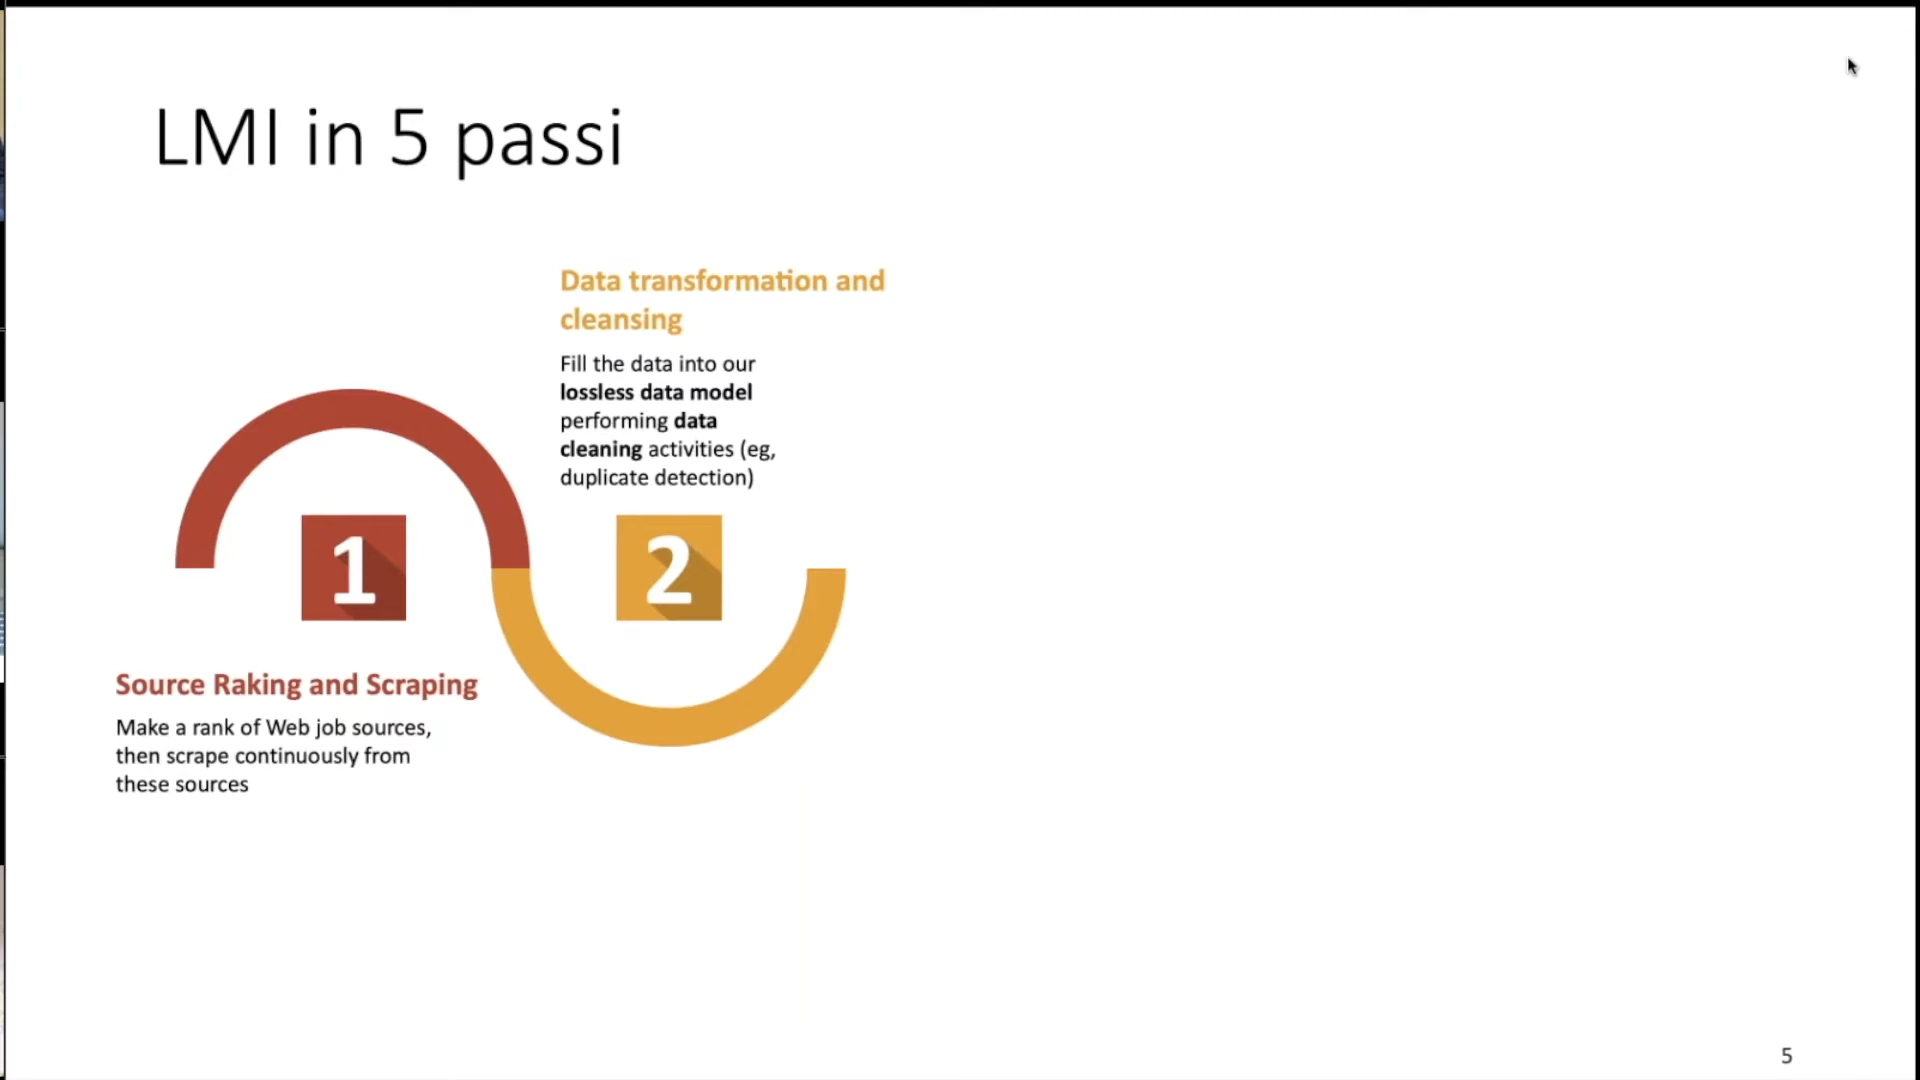 LMI in 5 passi
Data transformation and
cleansing
Fill the data into our
lossless data model
performing data
cleaning activities (eg,
duplicate detection)
1
2
Source Raking and Scraping
Make a rank of Web job sources,
then scrape continuously from
these sources
5